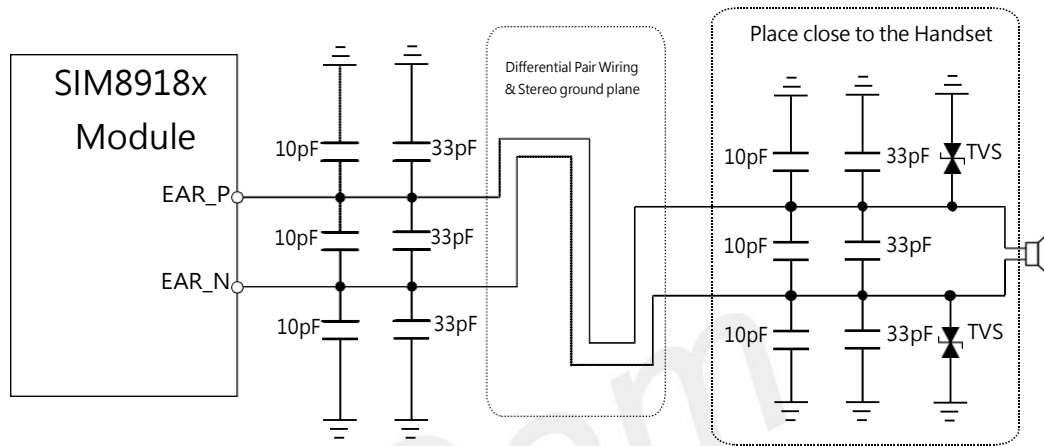 Place close to the Handset
Differential Pair Wiring
& Stereo ground plane
SIM8918x
Module
EAR_P
EAR_N
10pF
33pF
10pF
33pF
10pF
33pF
10pF
33pF
TVS
10pF
33pF
10pF
33pF
TVS